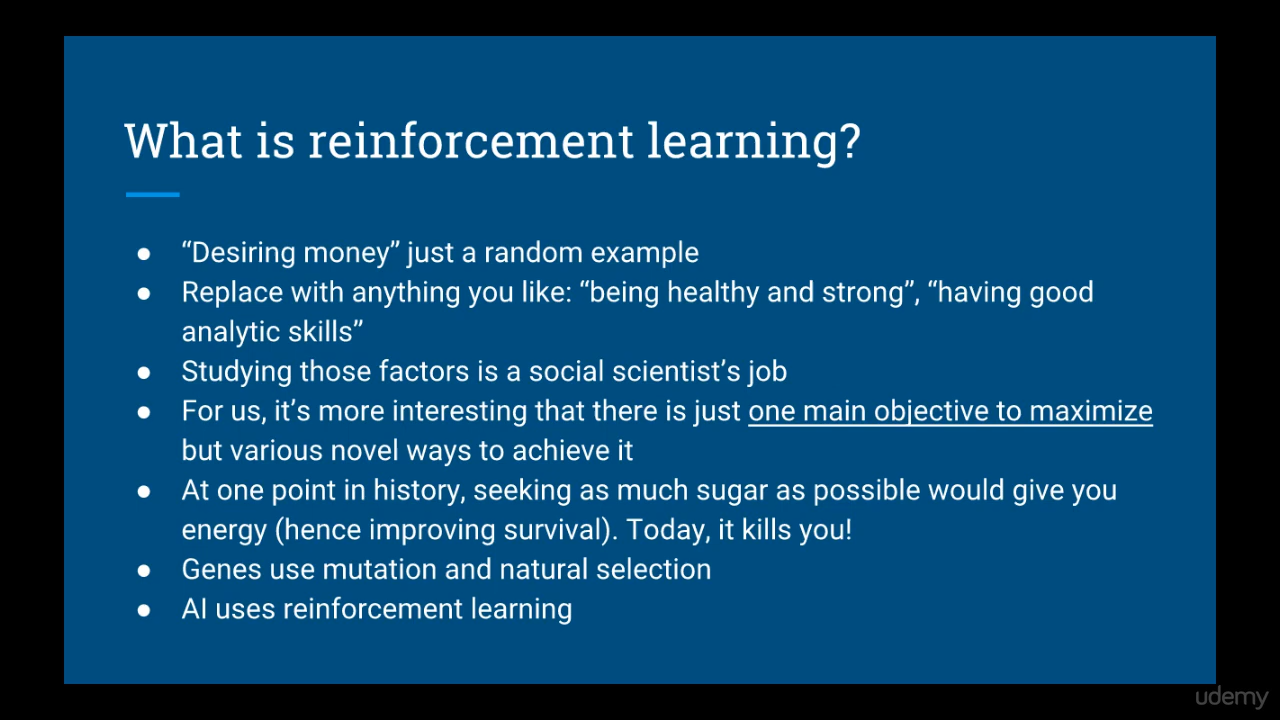 What is reinforcement learning?
● “Desiring money” just a random example
● Replace with anything you like: “being healthy and strong”, “having good
analytic skills”
● Studying those factors is a social scientist’s job
● For us, it’s more interesting that there is just one main objective to maximize
but various novel ways to achieve it
● At one point in history, seeking as much sugar as possible would give you
energy (hence improving survival). Today, it kills you!
● Genes use mutation and natural selection
● AI uses reinforcement learning
udemy